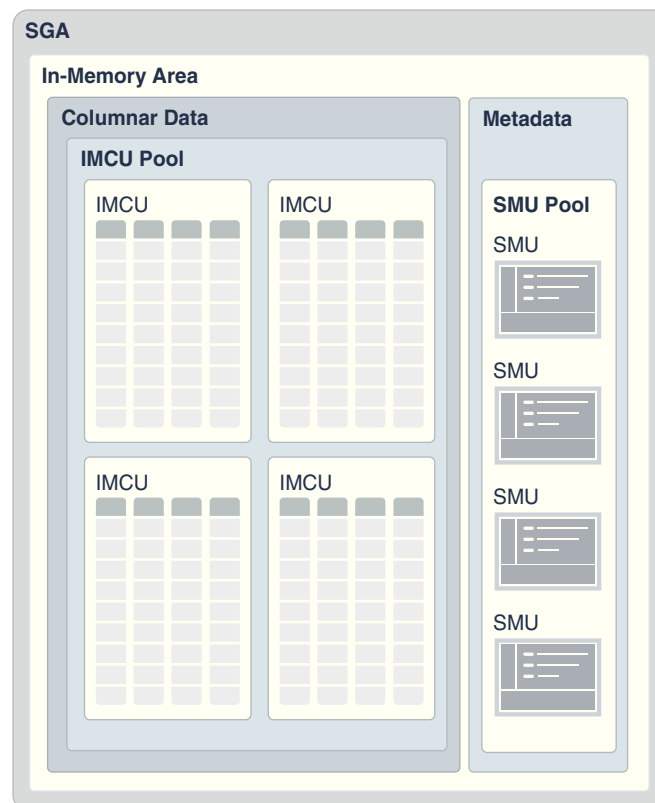 SGA
In-Memory Area
Columnar Data
IMCU Pool
IMCU
IMCU
IMCU
IMCU
Metadata
SMU Pool
SMU
SMU
SMU
SMU